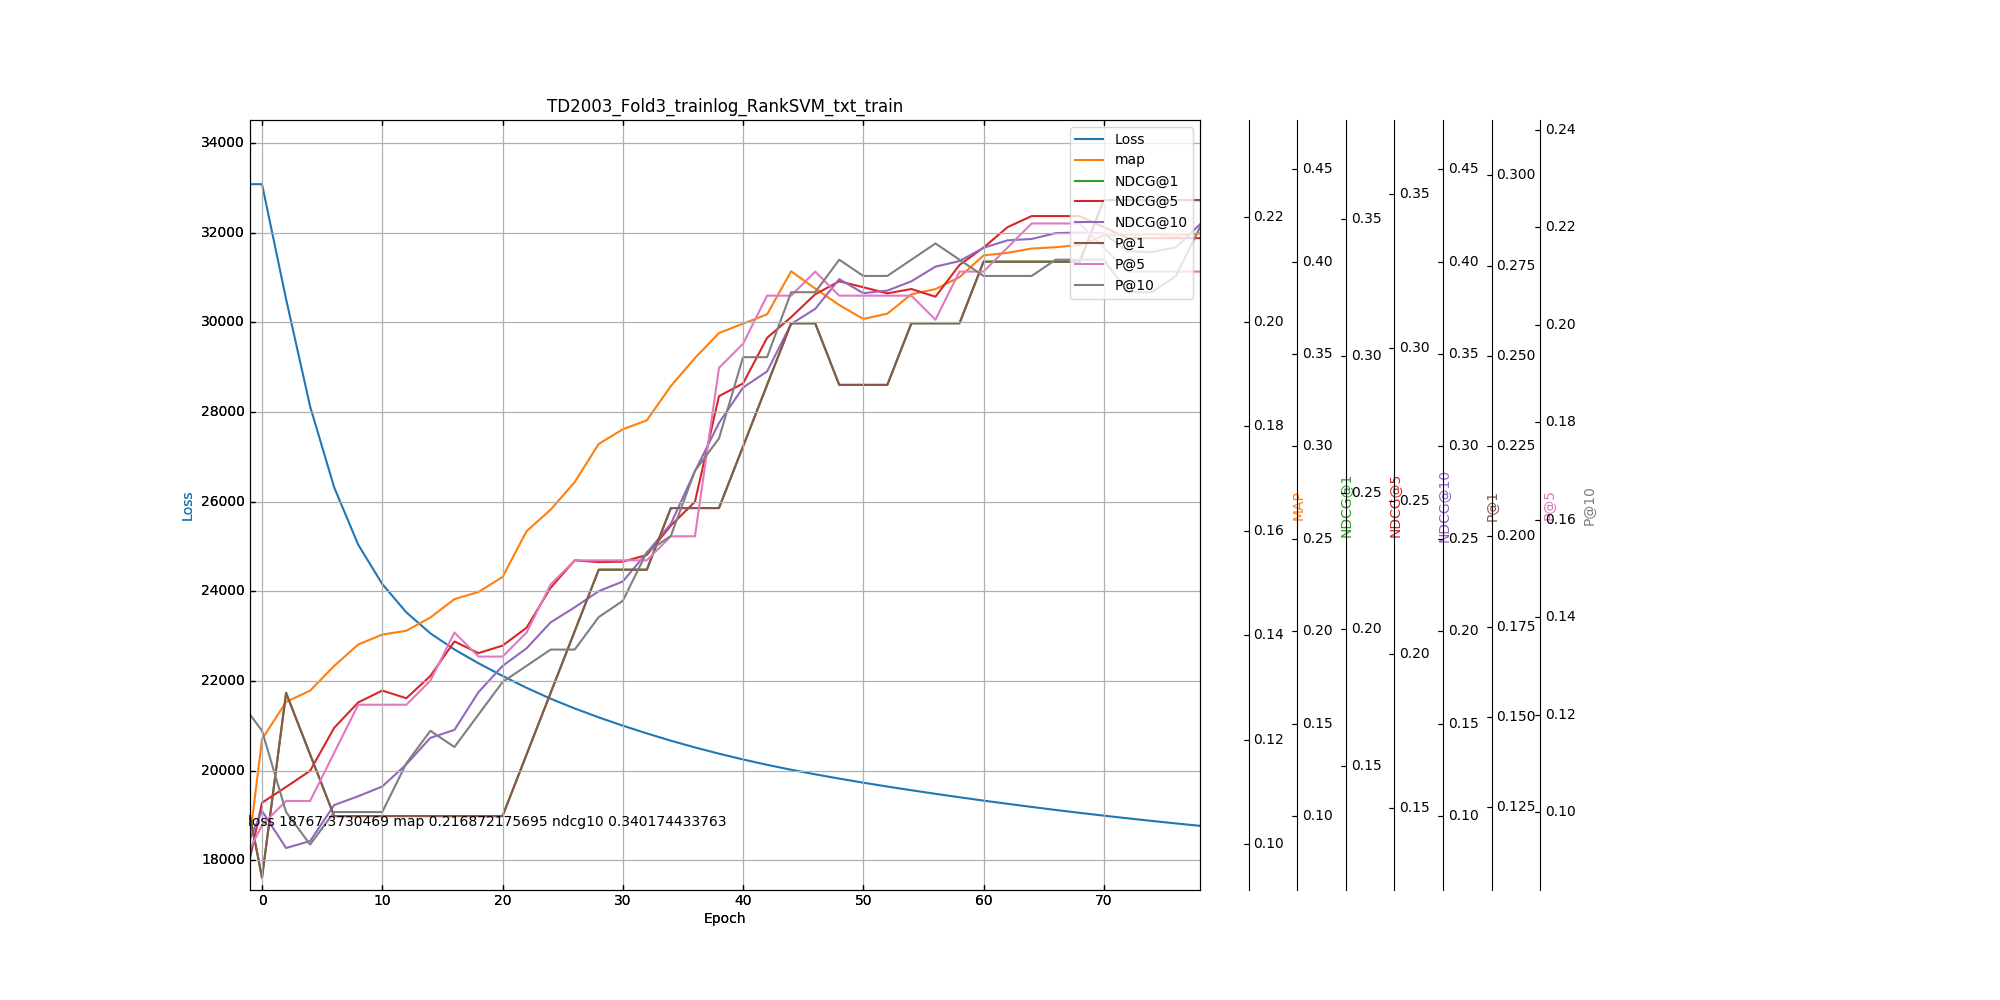 TD2003_Fold3_trainlog_RankSVM_txt_train
Loss
34000
32000
30000
28000
26000
24000
22000
20000
18000
0 10 20 30 40 50 60 70
Epoch
Loss
map
NDCG@1
NDCG@5
NDCG@10
P@1
P@5
P@10
loss 18767.3730469 map 0.216872175695 ndcg10 0.340174433763
0.22
0.20
0.18
0.16
0.14
0.12
0.10
MAP
0.45
0.40
0.35
0.30
0.25
0.20
0.15
0.10
NDCG@1
0.35
0.30
0.25
0.20
0.15
NDCG@5
0.35
0.30
0.25
0.20
0.15
NDCG@10
0.45
0.40
0.35
0.30
0.25
0.20
0.15
0.10
P@1
0.300
0.275
0.250
0.225
0.200
0.175
0.150
0.125
P@5
0.24
0.22
0.20
0.18
0.16
0.14
0.12
0.10
P@10